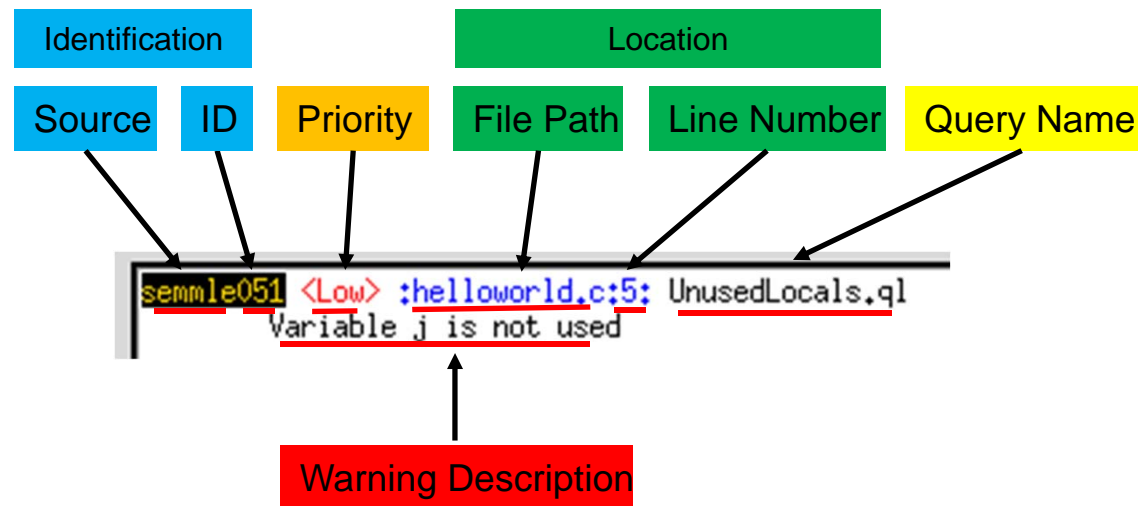 Identification Location
Source ID Priority File Path Line Number Query Name
semmle051 <Low> :helloworld.c:5: UnusedLocals.ql
Variable j is not used
Warning Description